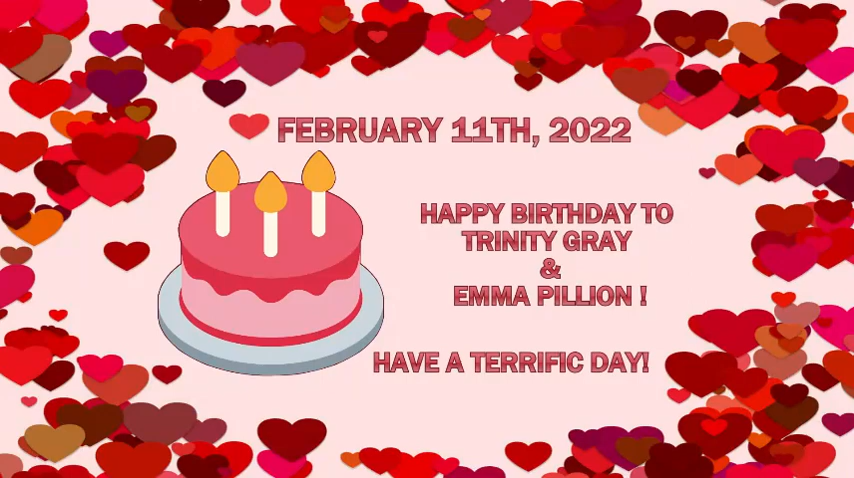 FEBRUARY 11TH, 2022
HAPPY BIRTHDAY TO
TRINITY GRAY
&
EMMA PILLION !
HAVE A TERRIFIC DAY!